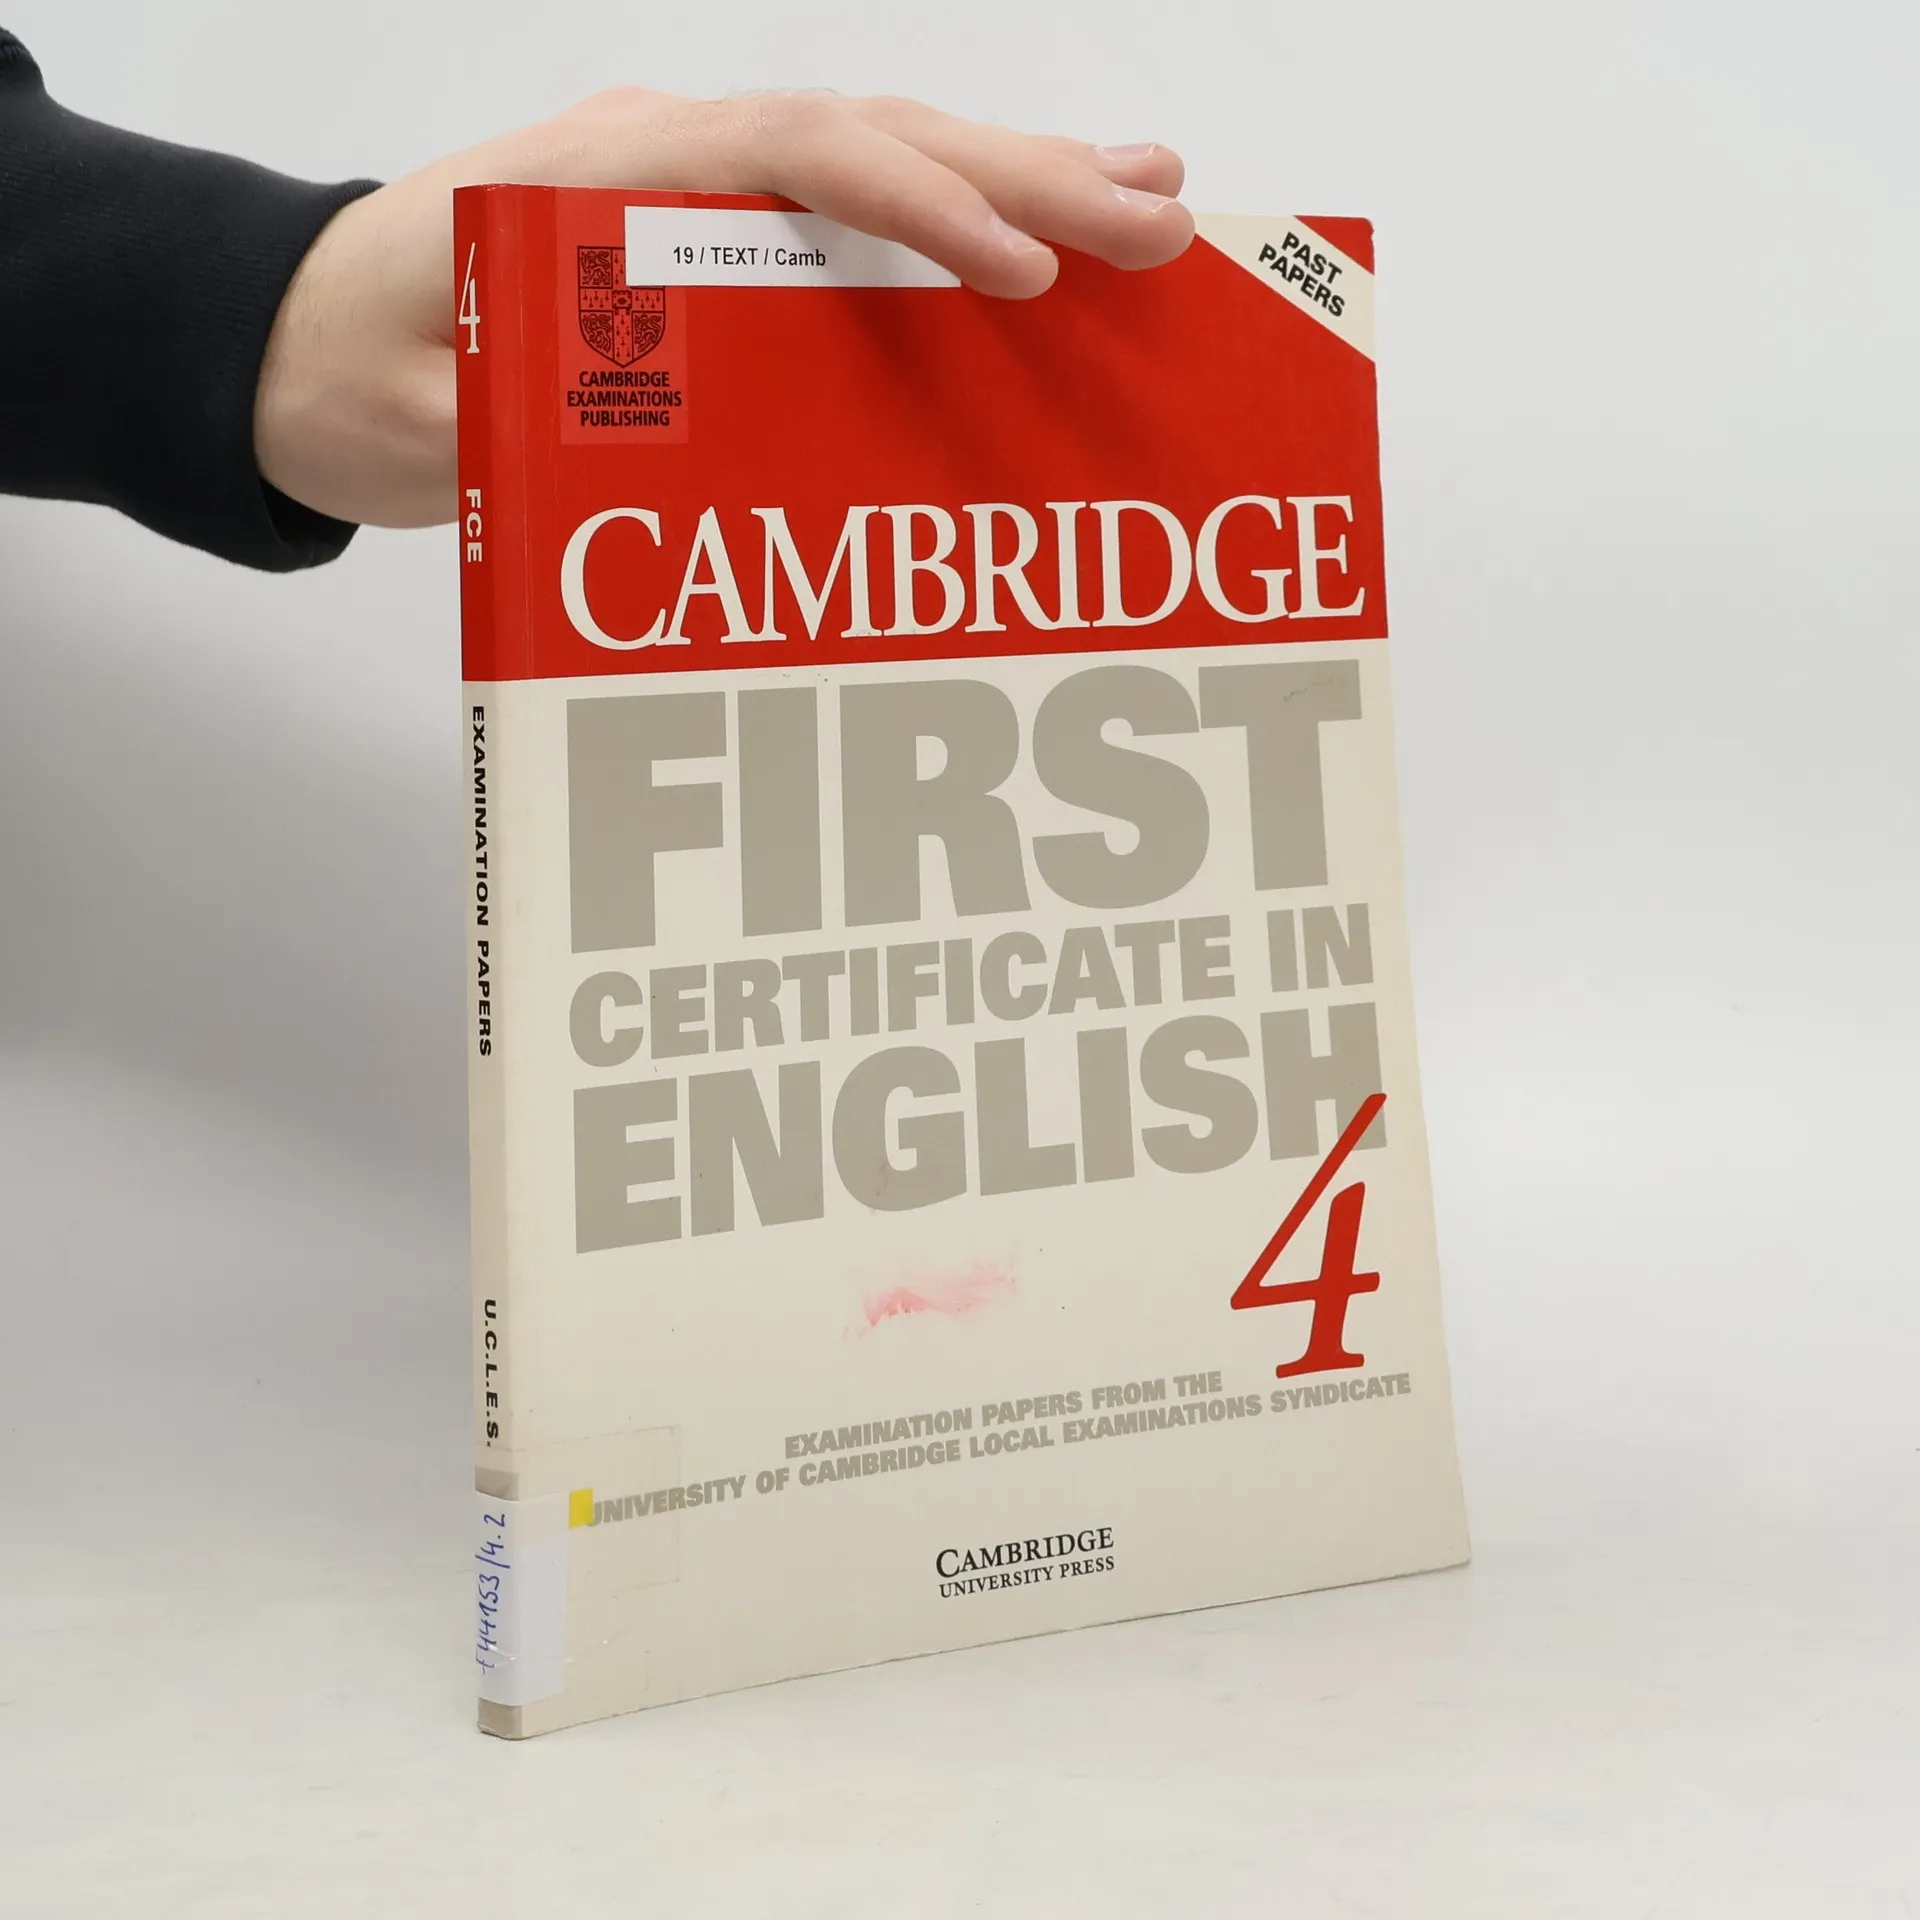 19 / TEXT / Camb
PAST
PAPERS
CAMBRIDGE
EXAMINATIONS
PUBLISHING
CAMBRIDGE
FIRST
CERTIFICATE IN
ENGLISH
4
EXAMINATION PAPERS FROM THE
UNIVERSITY OF CAMBRIDGE LOCAL EXAMINATIONS SYNDICATE
CAMBRIDGE
UNIVERSITY PRESS
4 FCE EXAMINATION PAPERS U.C.L.E.S.